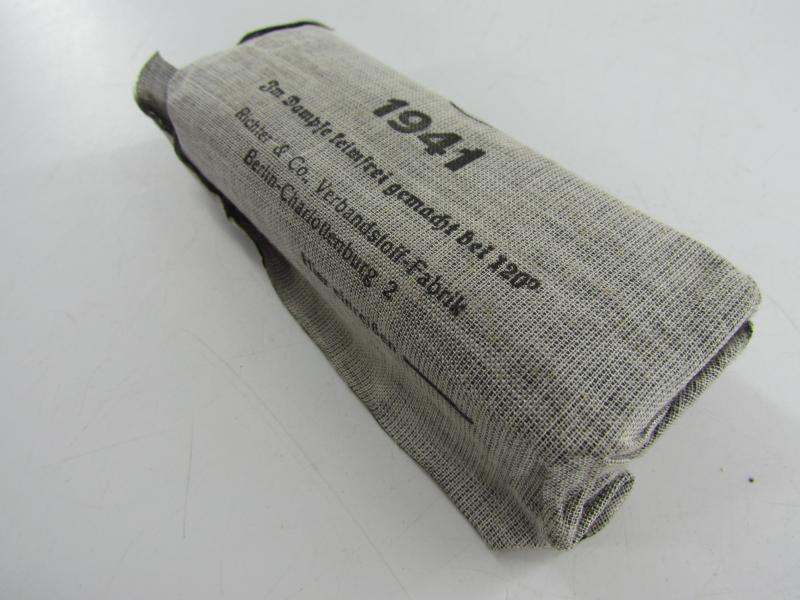 1941
Im Dampfe keimfrei gemacht bei 120°
Richter & Co., Verbandstoff-Fabrik
Berlin-Charlottenburg 2